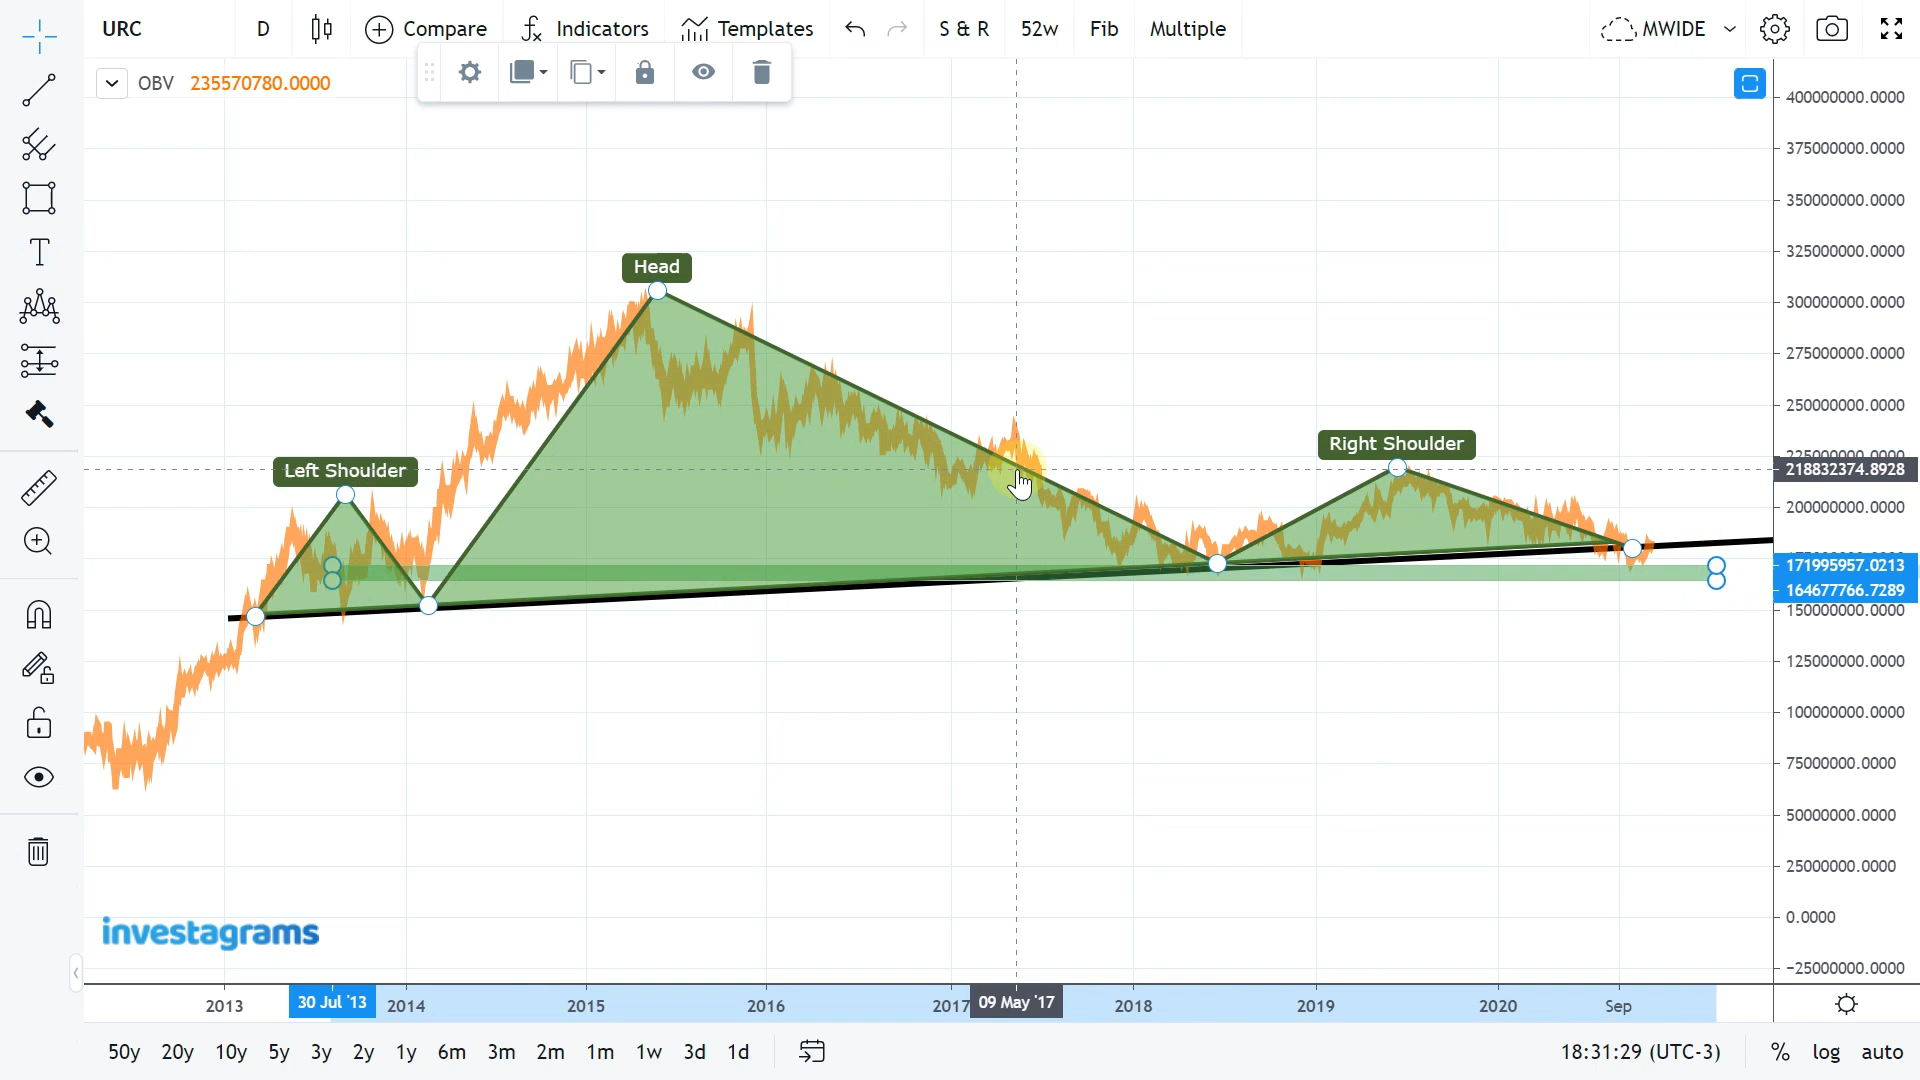 URC D Compare Indicators Templates S & R 52w Fib Multiple MWIDE
OBV 235570780.0000
400000000.0000
375000000.0000
350000000.0000
325000000.0000
300000000.0000
275000000.0000
250000000.0000
225000000.0000
218832374.8928
200000000.0000
171995957.0213
164677766.7289
150000000.0000
125000000.0000
100000000.0000
75000000.0000
50000000.0000
25000000.0000
0.0000
−25000000.0000
Head
Right Shoulder
Left Shoulder
investagrams
2013 30 Jul '13 2014 2015 2016 2017 09 May '17 2018 2019 2020 Sep
50y 20y 10y 5y 3y 2y 1y 6m 3m 2m 1m 1w 3d 1d 18:31:29 (UTC-3) % log auto